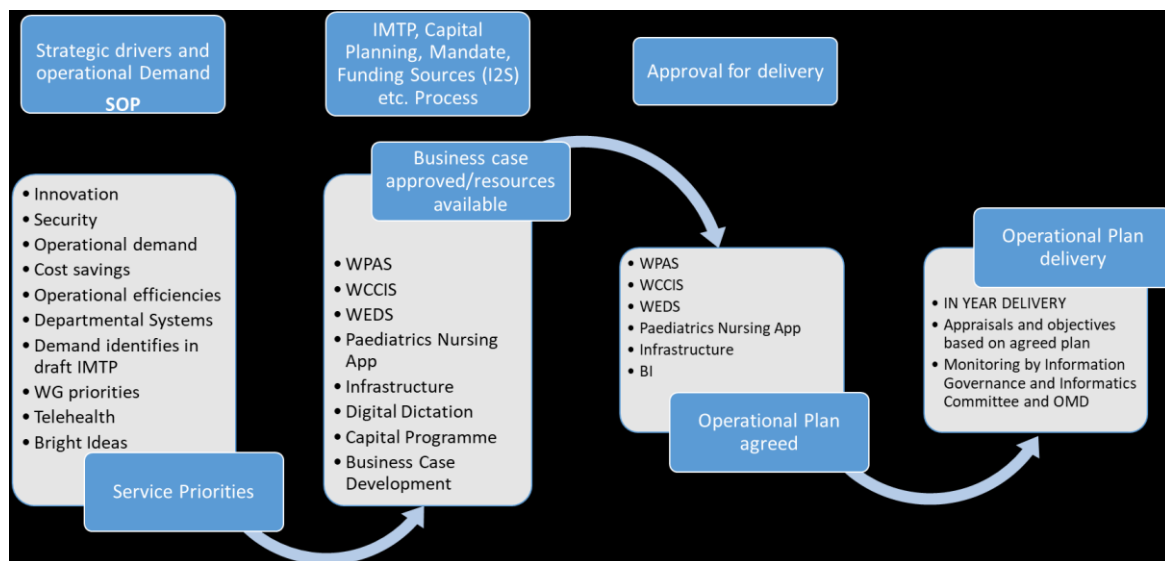 Strategic drivers and
operational Demand
SOP
IMTP, Capital
Planning, Mandate,
Funding Sources (I2S)
etc. Process
Approval for delivery
• Innovation
• Security
• Operational demand
• Cost savings
• Operational efficiencies
• Departmental Systems
• Demand identifies in
draft IMTP
• WG priorities
• Telehealth
• Bright Ideas
Service Priorities
Business case
approved/resources
available
• WPAS
• WCCIS
• WEDS
• Paediatrics Nursing
App
• Infrastructure
• Digital Dictation
• Capital Programme
• Business Case
Development
• WPAS
• WCCIS
• WEDS
• Paediatrics Nursing App
• Infrastructure
• BI
Operational Plan
agreed
Operational Plan
delivery
• IN YEAR DELIVERY
• Appraisals and objectives
based on agreed plan
• Monitoring by Information
Governance and Informatics
Committee and OMD